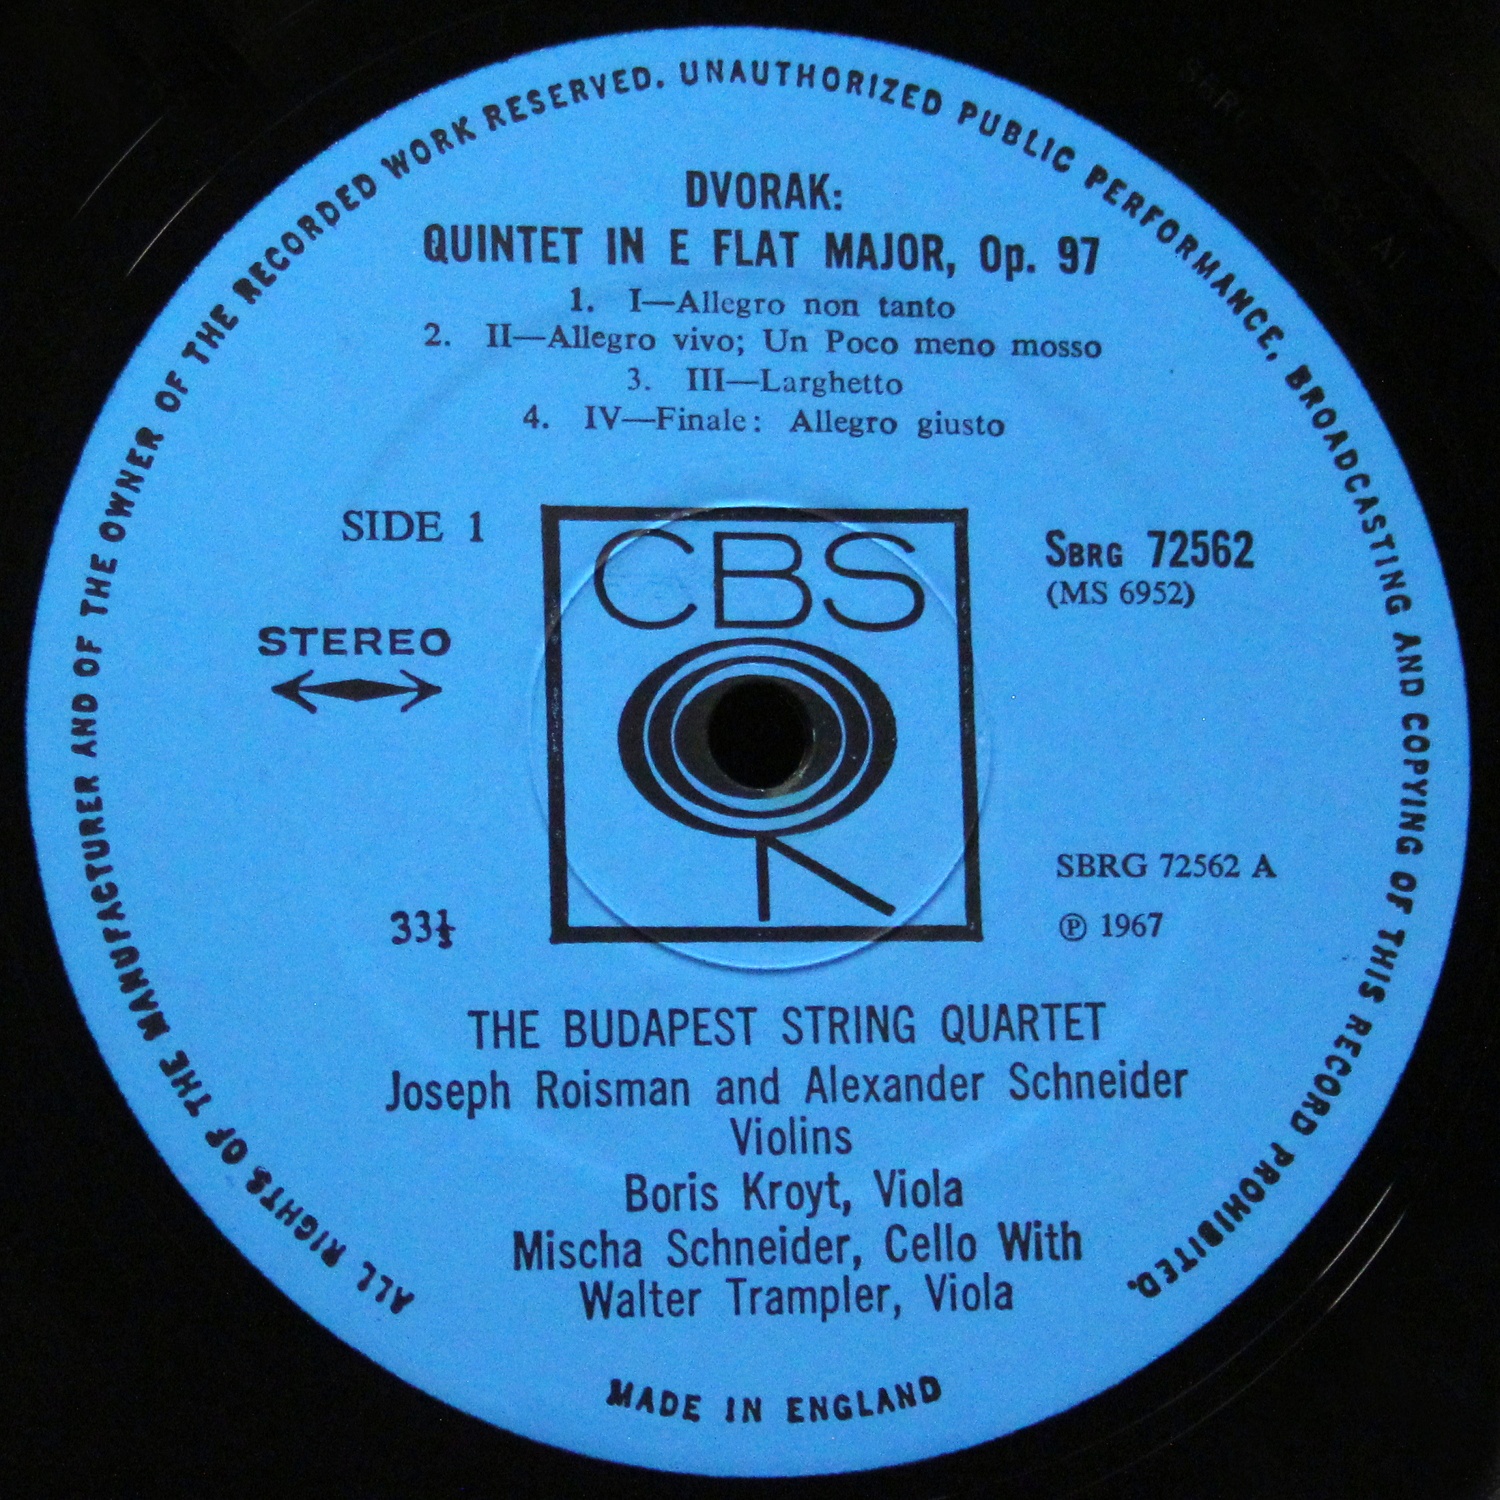 ALL RIGHTS OF THE MANUFACTURER AND OF THE OWNER OF THE RECORDED WORK RESERVED. UNAUTHORIZED PUBLIC PERFORMANCE, BROADCASTING AND COPYING OF THIS RECORD PROHIBITED.
DVORAK:
QUINTET IN E FLAT MAJOR, Op. 97
1. I—Allegro non tanto
2. II—Allegro vivo; Un Poco meno mosso
3. III—Larghetto
4. IV—Finale: Allegro giusto
SIDE 1
STEREO
33⅓
CBS
SBRG 72562
(MS 6952)
SBRG 72562 A
℗ 1967
THE BUDAPEST STRING QUARTET
Joseph Roisman and Alexander Schneider
Violins
Boris Kroyt, Viola
Mischa Schneider, Cello With
Walter Trampler, Viola
MADE IN ENGLAND